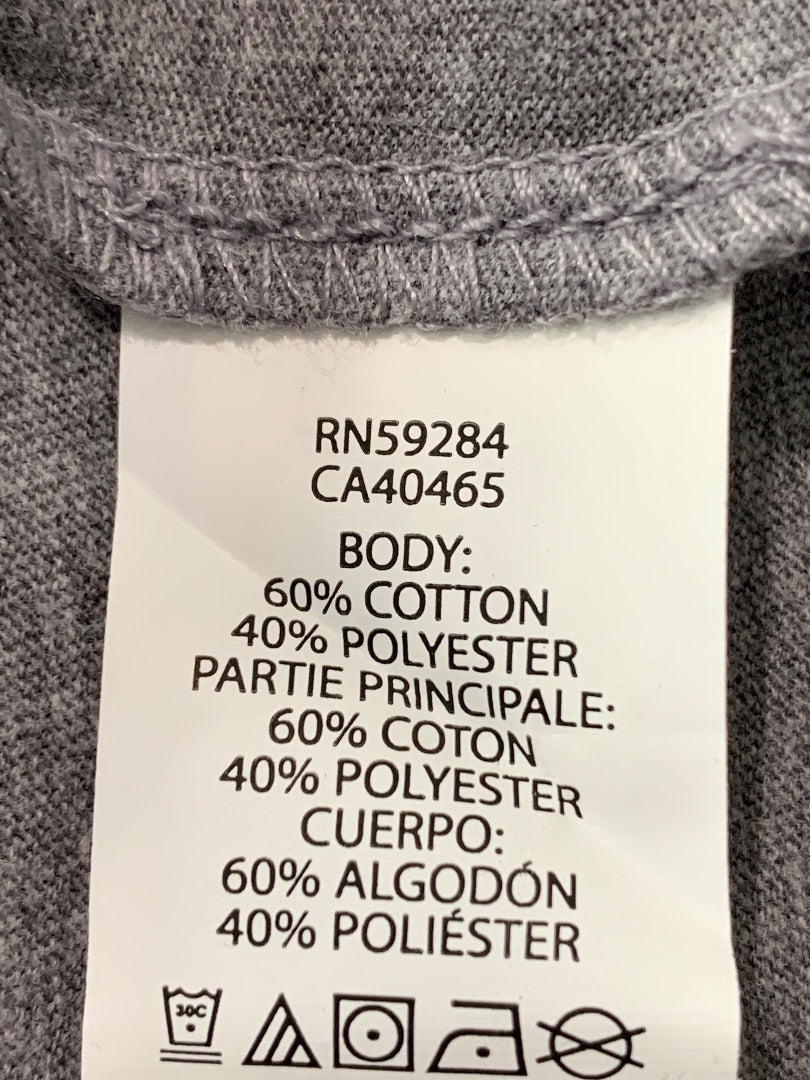 RN59284
CA40465
BODY:
60% COTTON
40% POLYESTER
PARTIE PRINCIPALE:
60% COTON
40% POLYESTER
CUERPO:
60% ALGODÓN
40% POLIÉSTER
30C